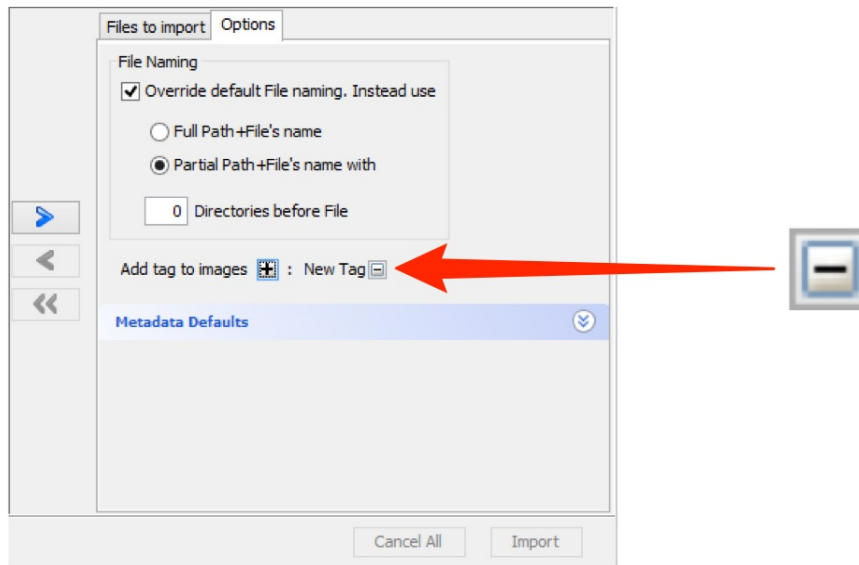 Files to import Options
File Naming
Override default File naming. Instead use
Full Path+File's name
Partial Path+File's name with
0 Directories before File
Add tag to images : New Tag
Metadata Defaults
Cancel All Import